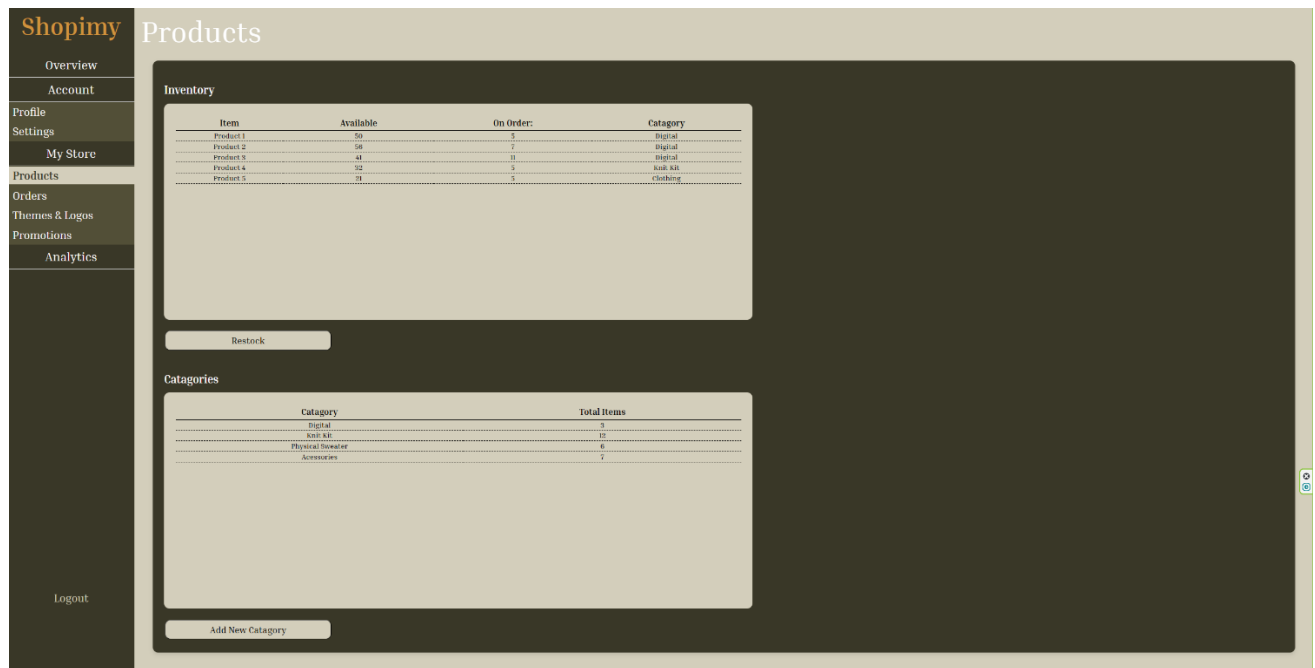 Shopimy
Products
Overview
Account
Profile
Settings
My Store
Products
Orders
Themes & Logos
Promotions
Analytics
Logout
Inventory
Item Available On Order: Catagory
Product 1 50 5 Digital
Product 2 56 7 Digital
Product 3 41 11 Digital
Product 4 52 5 Knit Kit
Product 5 21 5 Clothing
Restock
Catagories
Catagory Total Items
Digital 3
Knit Kit 12
Physical Sweater 6
Acessories 7
Add New Catagory